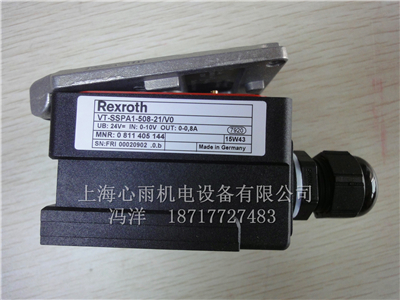 Rexroth
VT-SSPA1-508-21/V0
UB: 24V= IN: 0-10V OUT: 0-0,8A
MNR: 0 811 405 144
7920
15W43
SN:FRI 00020902 .0.b
Made in Germany
上海心雨机电设备有限公司
冯洋 18717727483